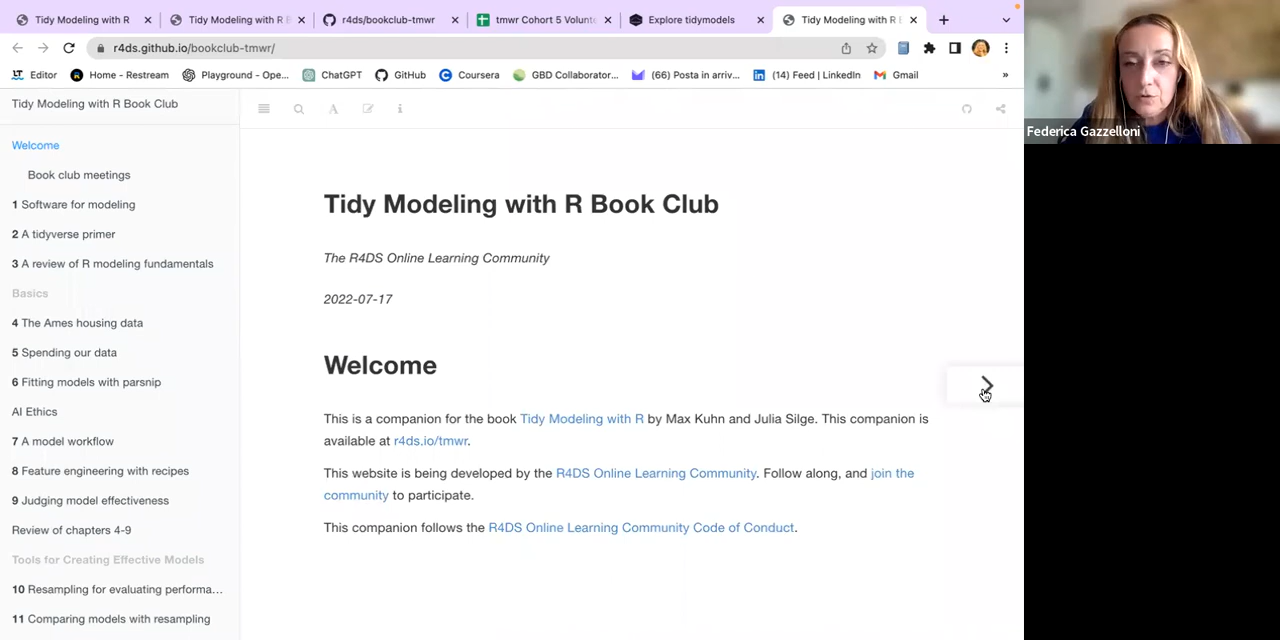 Tidy Modeling with R
Tidy Modeling with R B
r4ds/bookclub-tmwr
tmwr Cohort 5 Volunt
Explore tidymodels
Tidy Modeling with R B
r4ds.github.io/bookclub-tmwr/
Editor
Home - Restream
Playground - Ope...
ChatGPT
GitHub
Coursera
GBD Collaborator...
(66) Posta in arriv...
(14) Feed | LinkedIn
Gmail
»
Tidy Modeling with R Book Club
Welcome
Book club meetings
1 Software for modeling
2 A tidyverse primer
3 A review of R modeling fundamentals
Basics
4 The Ames housing data
5 Spending our data
6 Fitting models with parsnip
AI Ethics
7 A model workflow
8 Feature engineering with recipes
9 Judging model effectiveness
Review of chapters 4-9
Tools for Creating Effective Models
10 Resampling for evaluating performa...
11 Comparing models with resampling
Tidy Modeling with R Book Club
The R4DS Online Learning Community
2022-07-17
Welcome
This is a companion for the book Tidy Modeling with R by Max Kuhn and Julia Silge. This companion is
available at r4ds.io/tmwr.
This website is being developed by the R4DS Online Learning Community. Follow along, and join the
community to participate.
This companion follows the R4DS Online Learning Community Code of Conduct.
Federica Gazzelloni